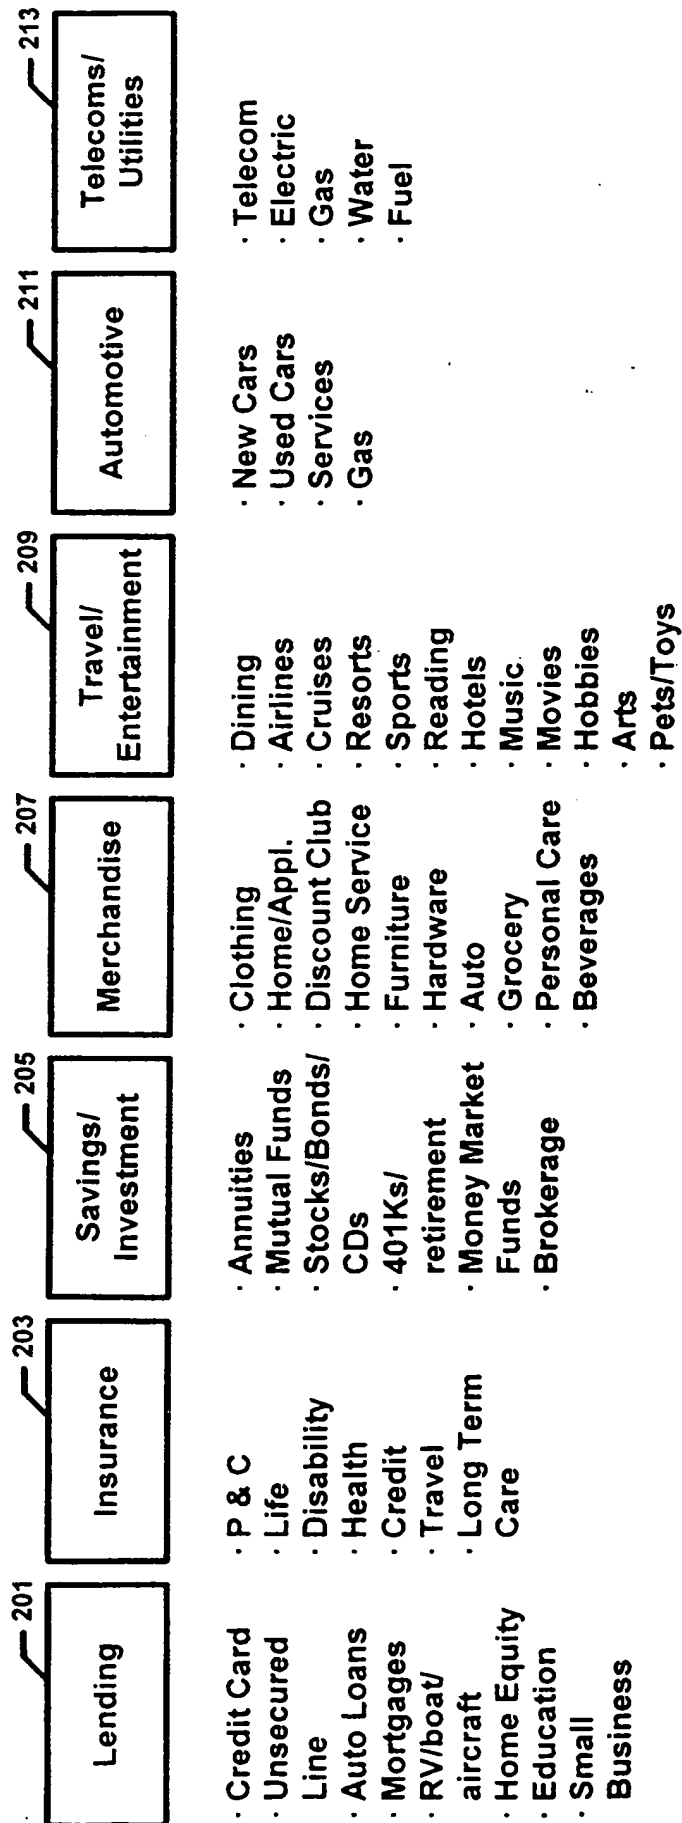 201
Lending
· Credit Card
· Unsecured
Line
· Auto Loans
· Mortgages
· RV/boat/
aircraft
· Home Equity
· Education
· Small
Business
203
Insurance
· P & C
· Life
· Disability
· Health
· Credit
· Travel
· Long Term
Care
205
Savings/
Investment
· Annuities
· Mutual Funds
· Stocks/Bonds/
CDs
· 401Ks/
retirement
· Money Market
Funds
· Brokerage
207
Merchandise
· Clothing
· Home/Appl.
· Discount Club
· Home Service
· Furniture
· Hardware
· Auto
· Grocery
· Personal Care
· Beverages
209
Travel/
Entertainment
· Dining
· Airlines
· Cruises
· Resorts
· Sports
· Reading
· Hotels
· Music
· Movies
· Hobbies
· Arts
· Pets/Toys
211
Automotive
· New Cars
· Used Cars
· Services
· Gas
213
Telecoms/
Utilities
· Telecom
· Electric
· Gas
· Water
· Fuel